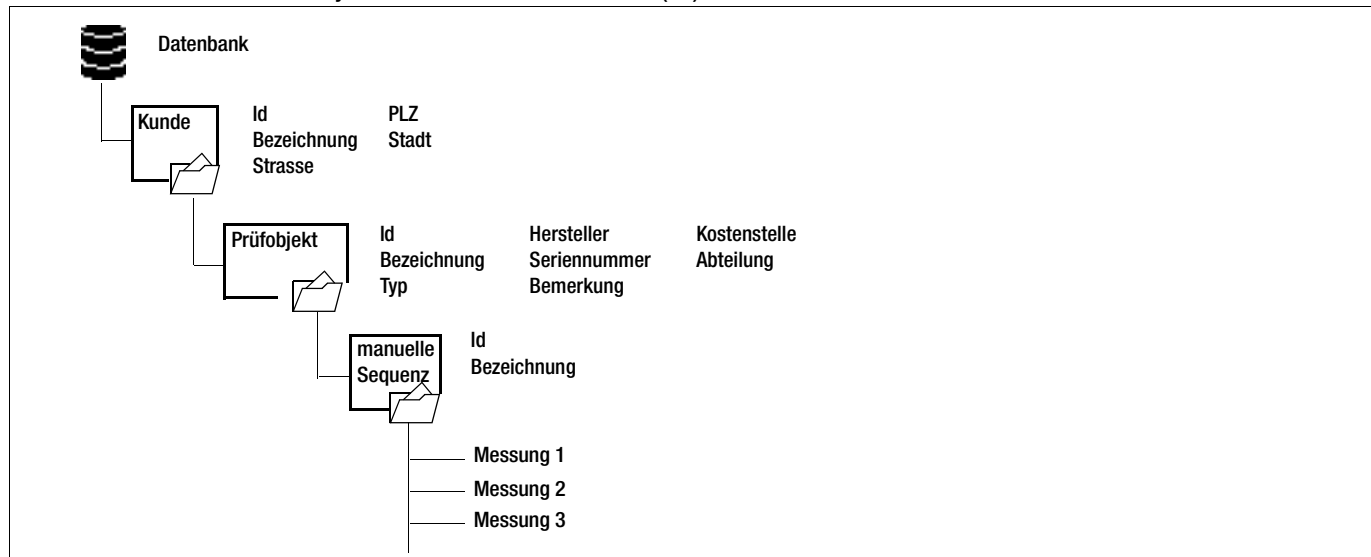 Datenbank
Kunde
Id PLZ
Bezeichnung Stadt
Strasse
Prüfobjekt
Id Hersteller Kostenstelle
Bezeichnung Seriennummer Abteilung
Typ Bemerkung
manuelle
Sequenz
Id
Bezeichnung
Messung 1
Messung 2
Messung 3